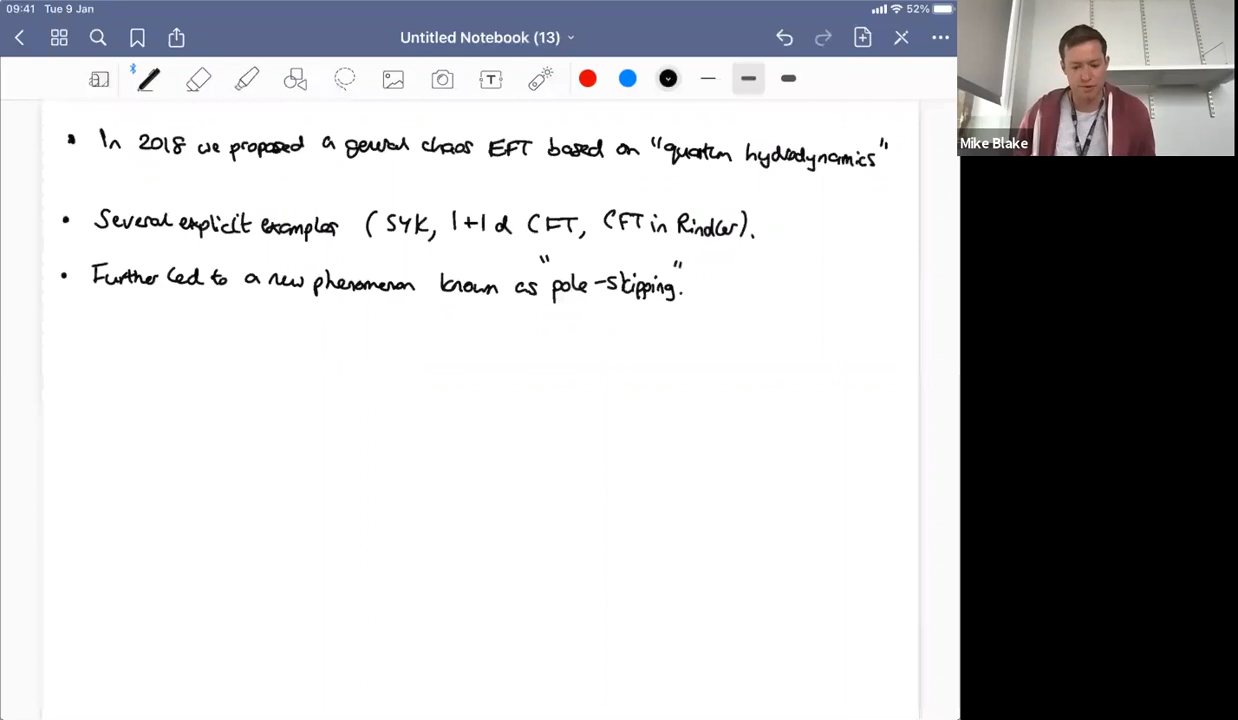 09:41 Tue 9 Jan
52%
Untitled Notebook (13)
T
• In 2018 we proposed a general chaos EFT based on "quantum hydrodynamics"
• Several explicit examples (SYK, 1+1 d CFT, CFT in Rindler).
• Further led to a new phenomenon known as "pole-skipping".
Mike Blake